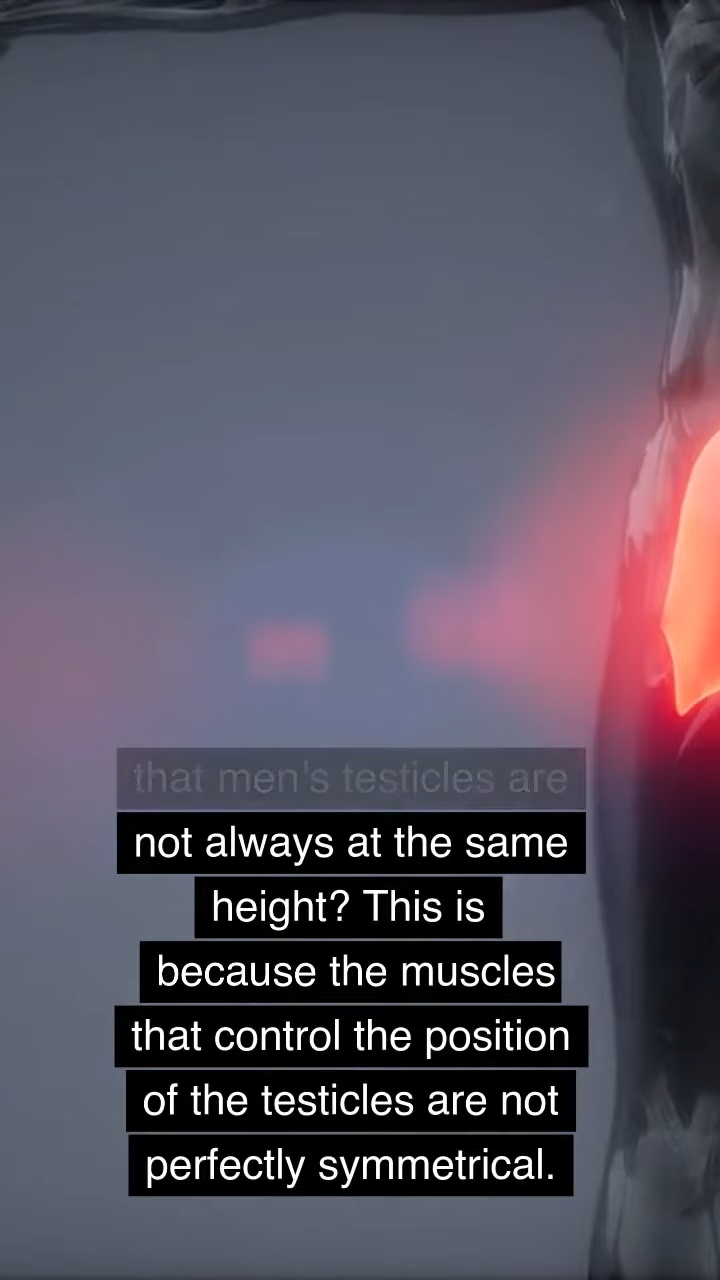 that men's testicles are
not always at the same
height? This is
because the muscles
that control the position
of the testicles are not
perfectly symmetrical.